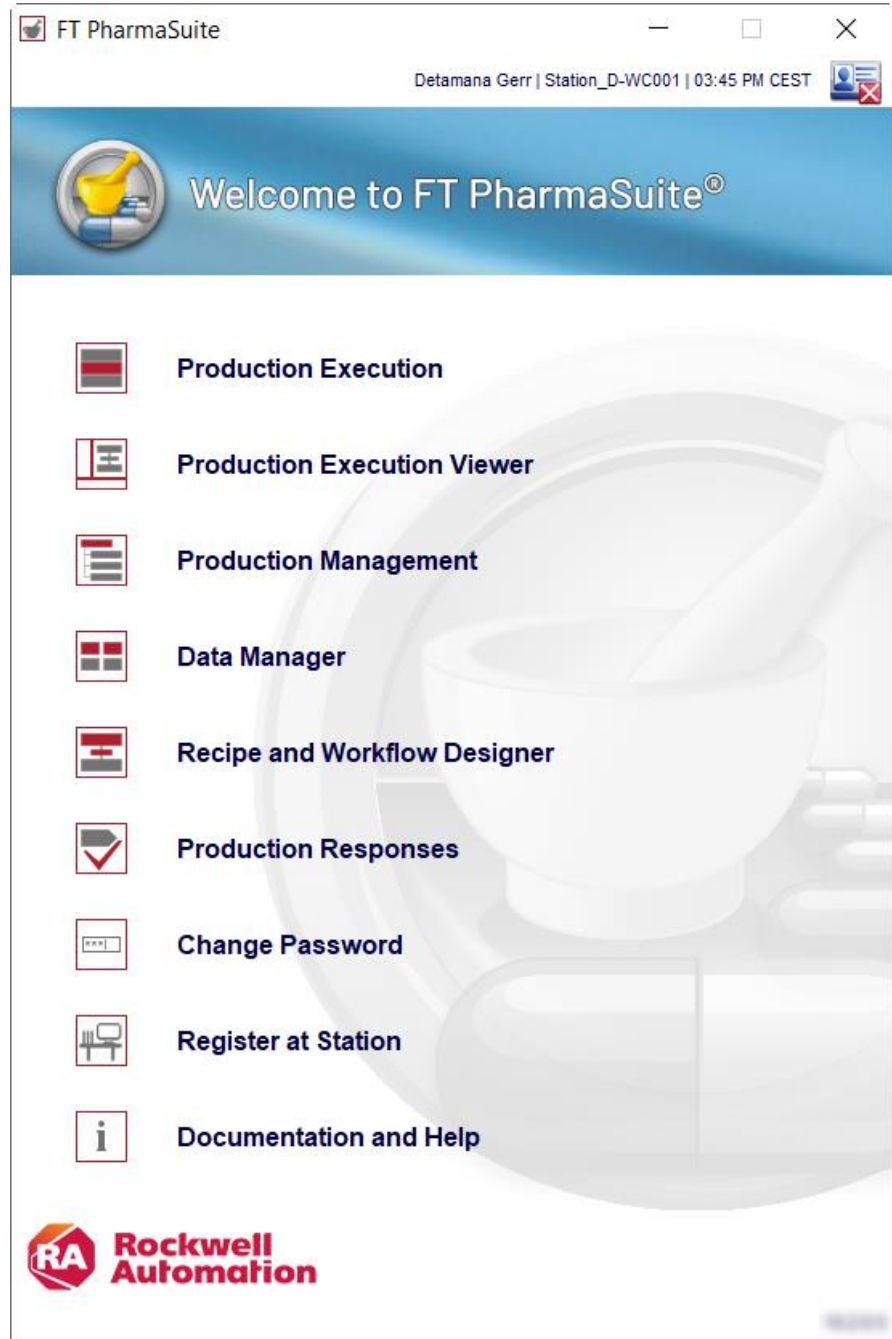 FT PharmaSuite
Detamana Gerr | Station_D-WC001 | 03:45 PM CEST
Welcome to FT PharmaSuite®
Production Execution
Production Execution Viewer
Production Management
Data Manager
Recipe and Workflow Designer
Production Responses
***
Change Password
Register at Station
i
Documentation and Help
RA
Rockwell
Automation